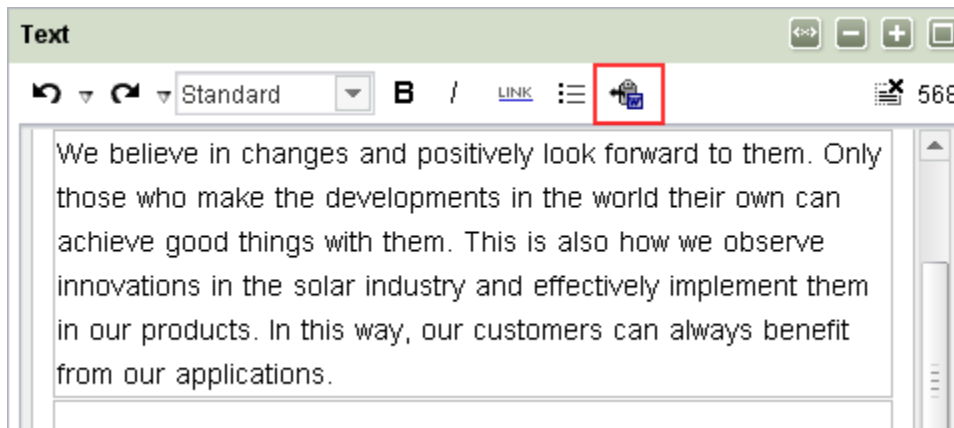 Text
Standard B I LINK W 568
We believe in changes and positively look forward to them. Only
those who make the developments in the world their own can
achieve good things with them. This is also how we observe
innovations in the solar industry and effectively implement them
in our products. In this way, our customers can always benefit
from our applications.